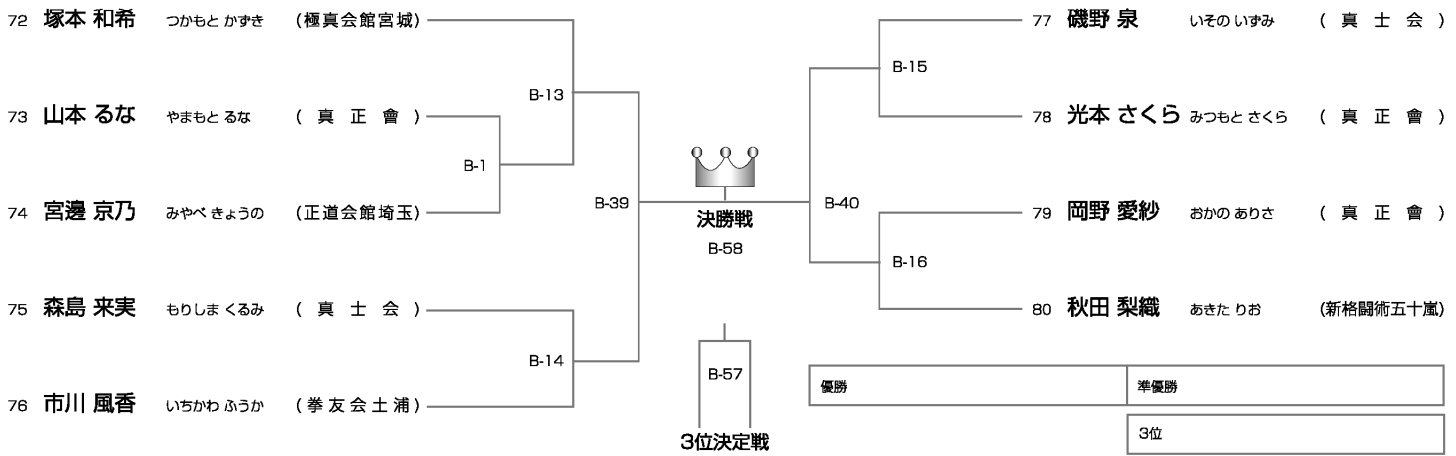 72 塚本 和希 つかもと かずき (極真会館宮城)
B-13
73 山本 るな やまもと るな (真正會)
B-1
74 宮邊 京乃 みやべ きょうの (正道会館埼玉)
B-39
75 森島 来実 もりしま くるみ (真士会)
B-14
76 市川 風香 いちかわ ふうか (拳友会土浦)
決勝戦
B-58
B-57
3位決定戦
77 磯野 泉 いその いずみ (真士会)
B-15
78 光本 さくら みつもと さくら (真正會)
B-40
79 岡野 愛紗 おかの ありさ (真正會)
B-16
80 秋田 梨織 あきた りお (新格闘術五十嵐)
優勝
準優勝
3位